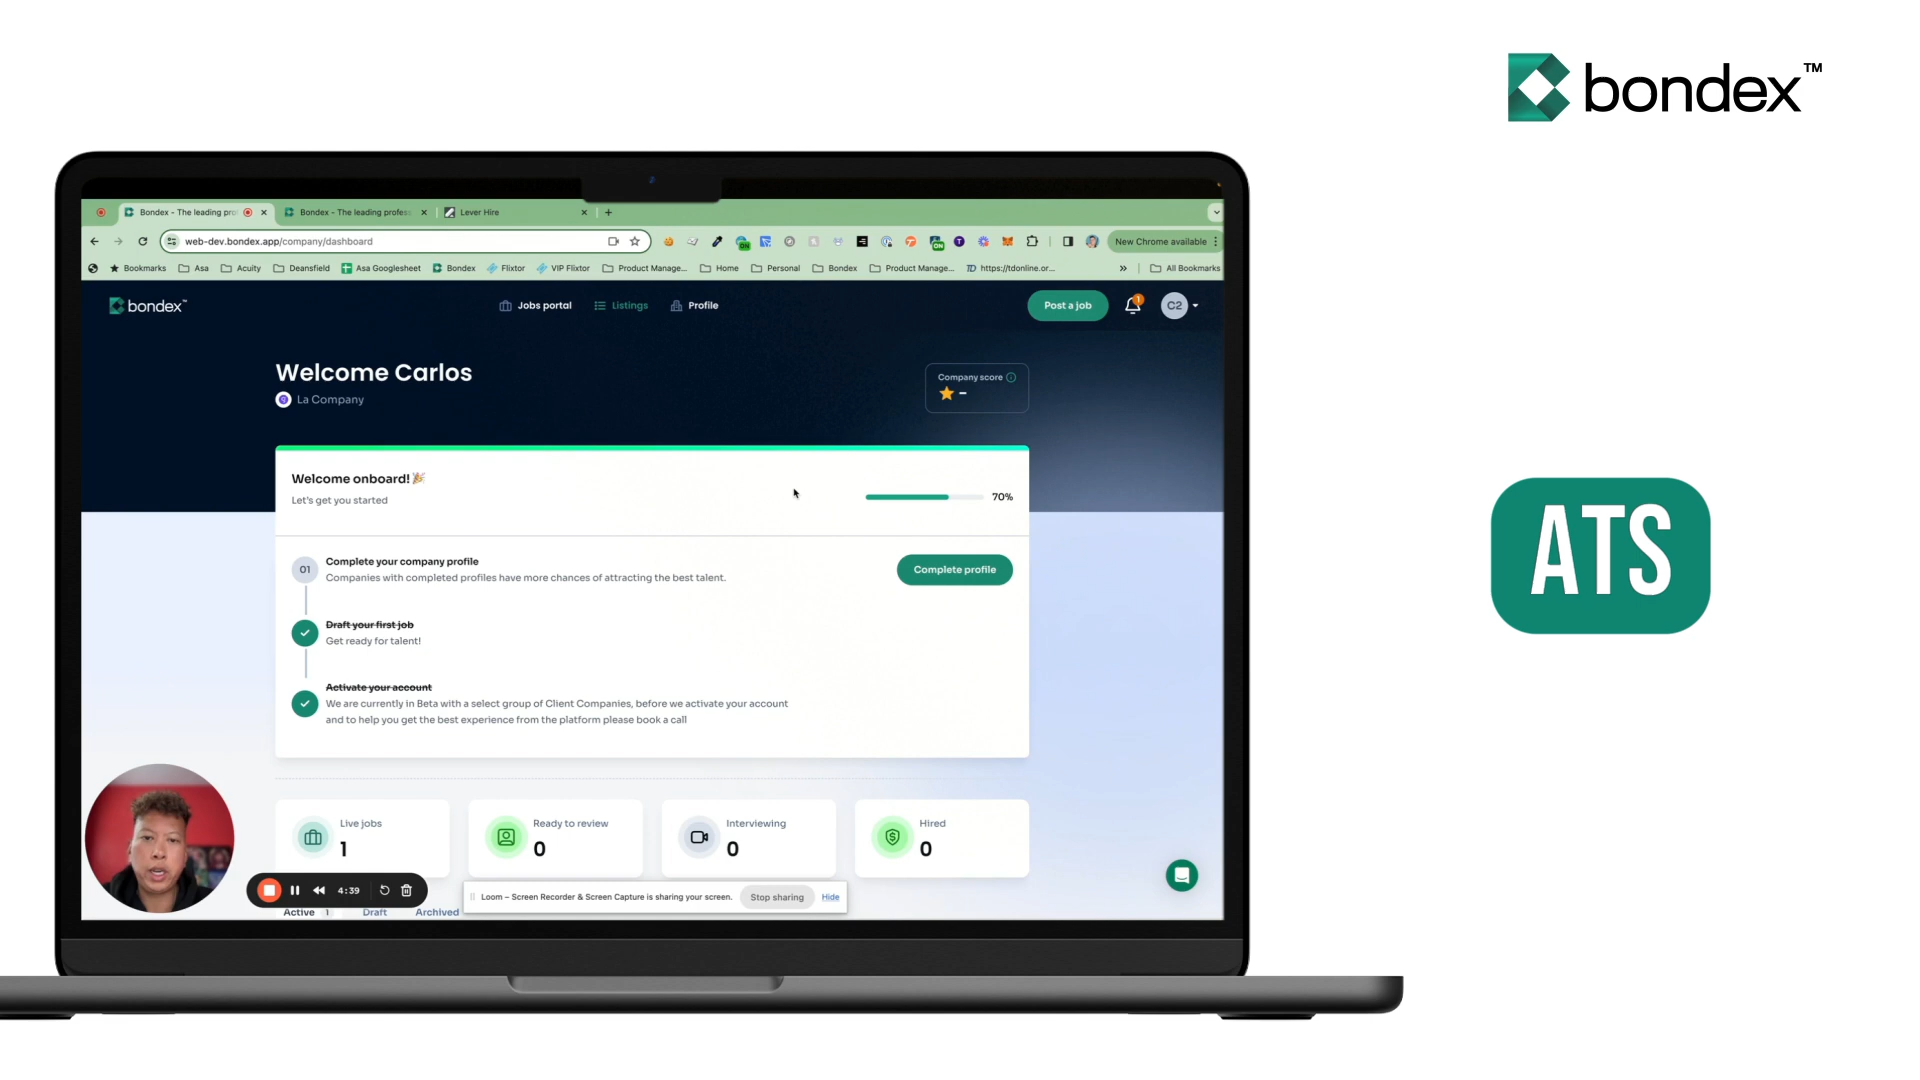 bondex™
Bondex - The leading pro
Bondex - The leading profess
Lever Hire
web-dev.bondex.app/company/dashboard
New Chrome available
Bookmarks
Asa
Acuity
Deansfield
Asa Googlesheet
Bondex
Flixtor
VIP Flixtor
Product Manage...
Home
Personal
Bondex
Product Manage...
TD
https://tdonline.or...
All Bookmarks
bondex™
Jobs portal
Listings
Profile
Post a job
1
C2
Welcome Carlos
La Company
Company score
–
Welcome onboard!
Let's get you started
70%
01
Complete your company profile
Companies with completed profiles have more chances of attracting the best talent.
Complete profile
Draft your first job
Get ready for talent!
Activate your account
We are currently in Beta with a select group of Client Companies, before we activate your account
and to help you get the best experience from the platform please book a call
Live jobs
1
Ready to review
0
Interviewing
0
Hired
0
4:39
Loom – Screen Recorder & Screen Capture is sharing your screen.
Stop sharing
Hide
Active 1
Draft
Archived
ATS